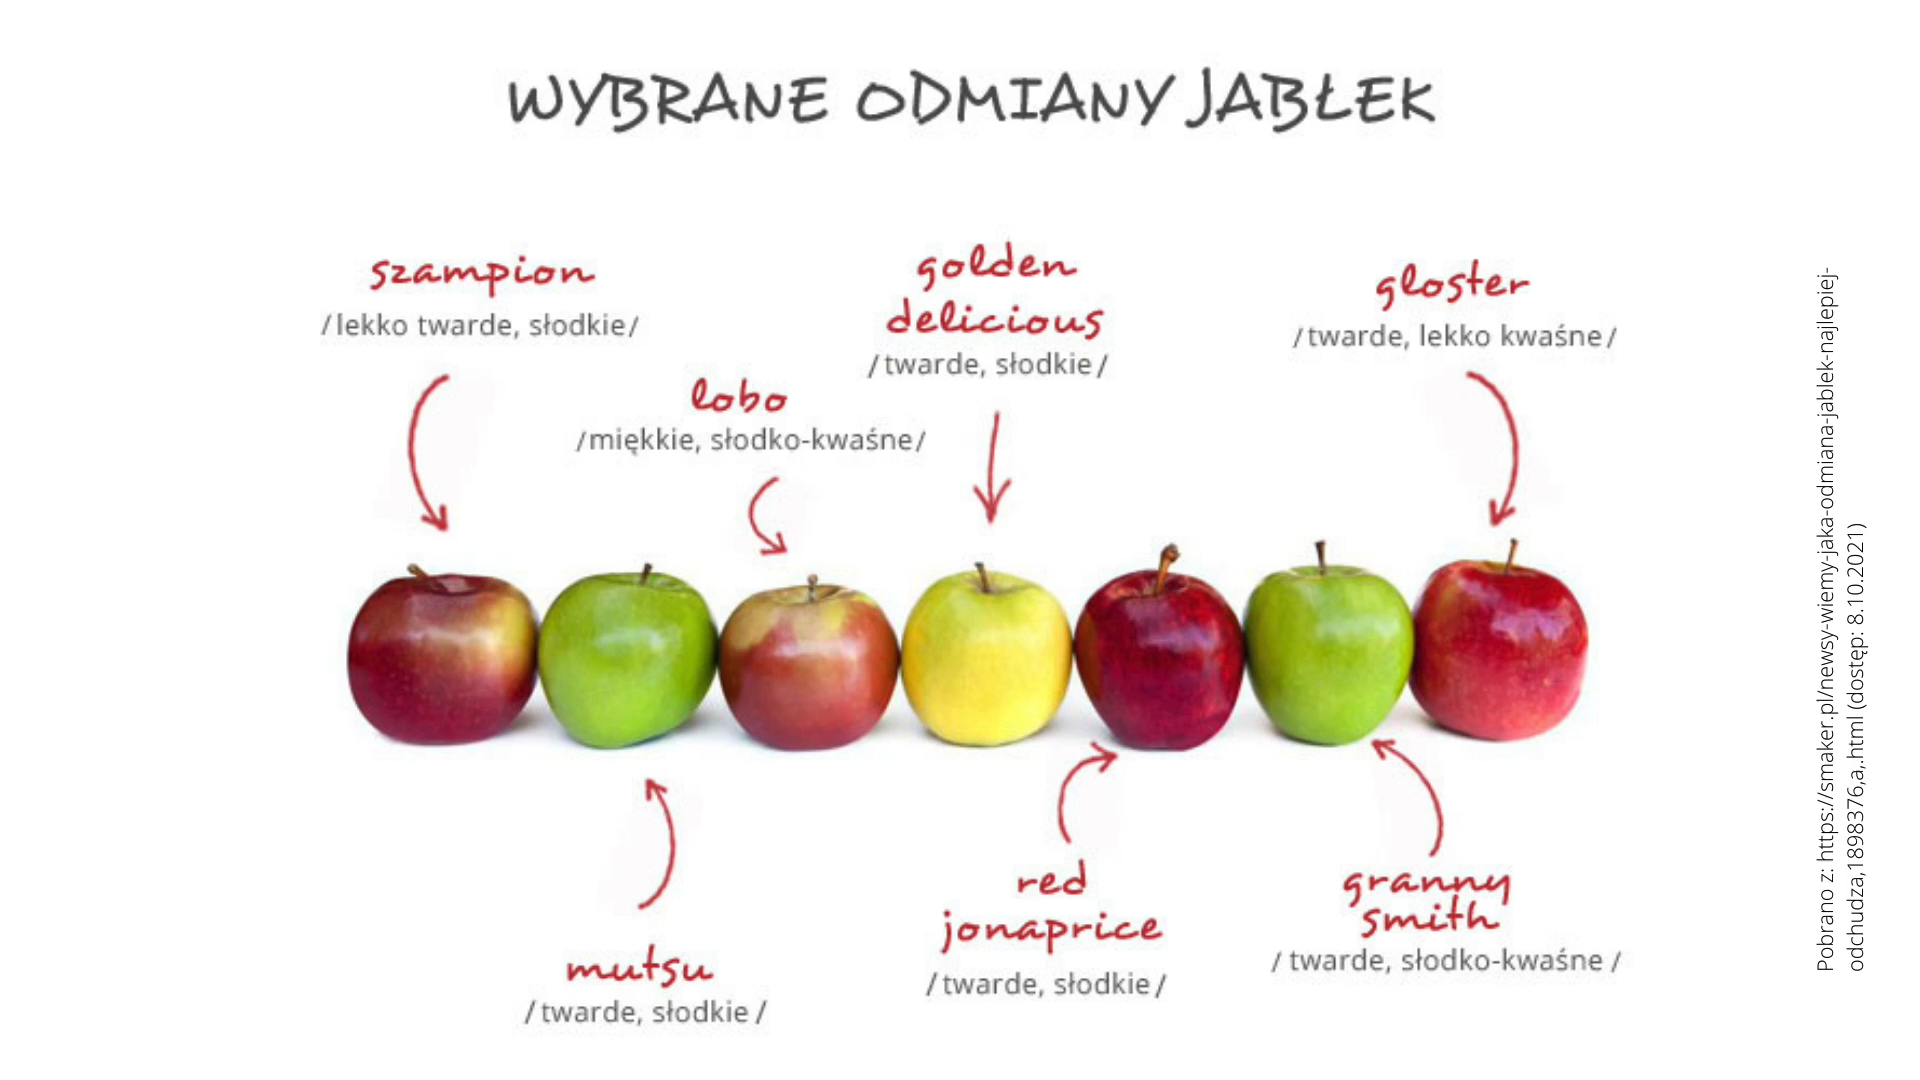 WYBRANE ODMIANY JABŁEK
szampion
/lekko twarde, słodkie/
lobo
/miękkie, słodko-kwaśne/
golden
delicious
/twarde, słodkie/
gloster
/twarde, lekko kwaśne/
mutsu
/twarde, słodkie/
red
jonaprice
/twarde, słodkie/
granny
smith
/ twarde, słodko-kwaśne /
Pobrano z: https://smaker.pl/newsy-wiemy-jaka-odmiana-jablek-najlepiej-
odchudza,1898376,a,.html (dostęp: 8.10.2021)